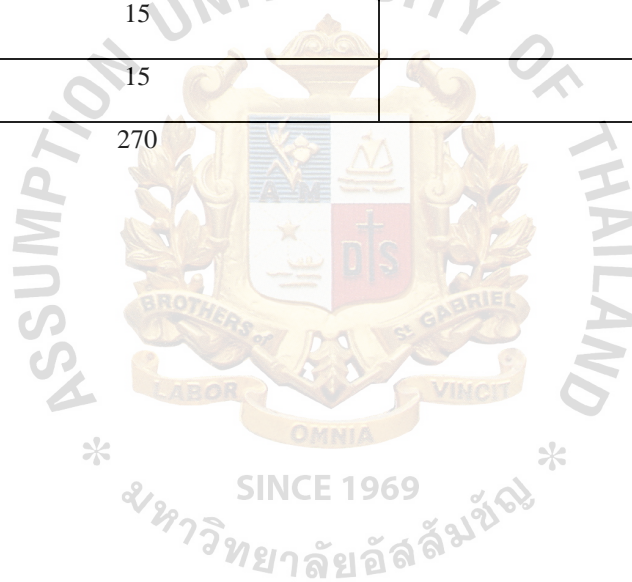 15
15
270
ASSUMPTION UNIVERSITY OF THAILAND
A M
D S
BROTHERS of St GABRIEL
LABOR OMNIA VINCIT
SINCE 1969
* มหาวิทยาลัยอัสสัมชัญ *